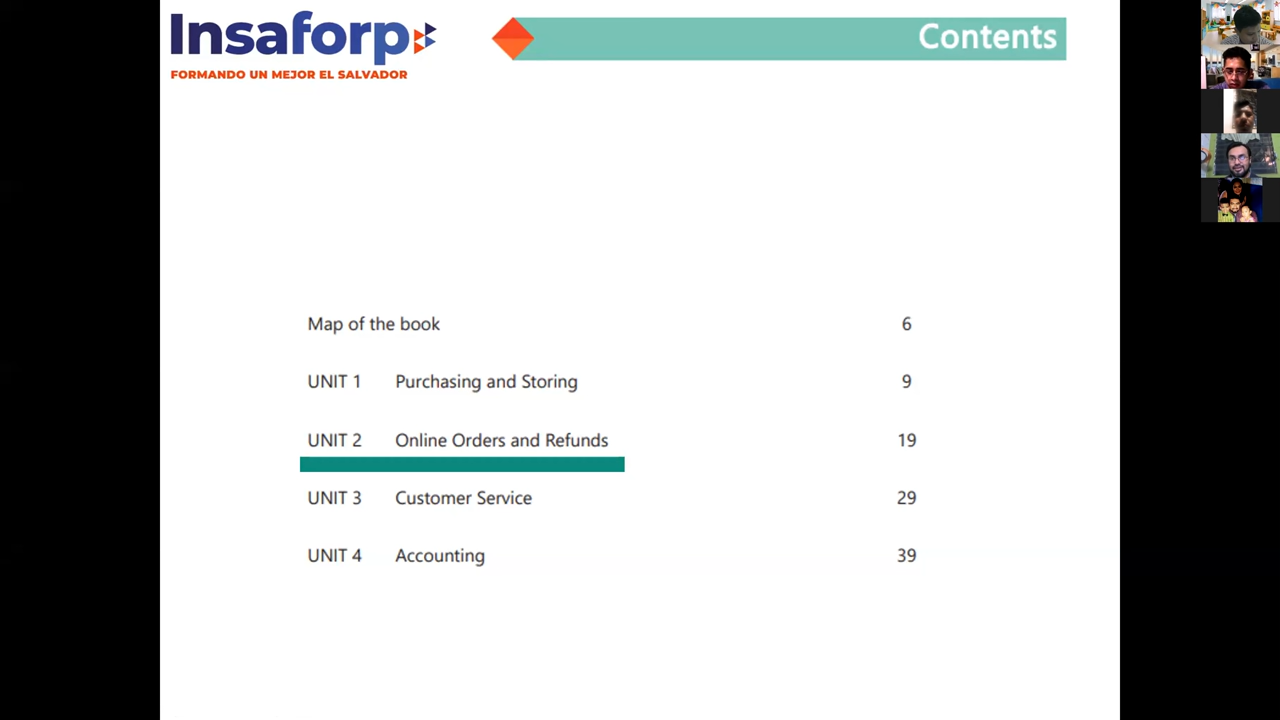 Insaforp
FORMANDO UN MEJOR EL SALVADOR
Contents
Map of the book 6
UNIT 1 Purchasing and Storing 9
UNIT 2 Online Orders and Refunds 19
UNIT 3 Customer Service 29
UNIT 4 Accounting 39